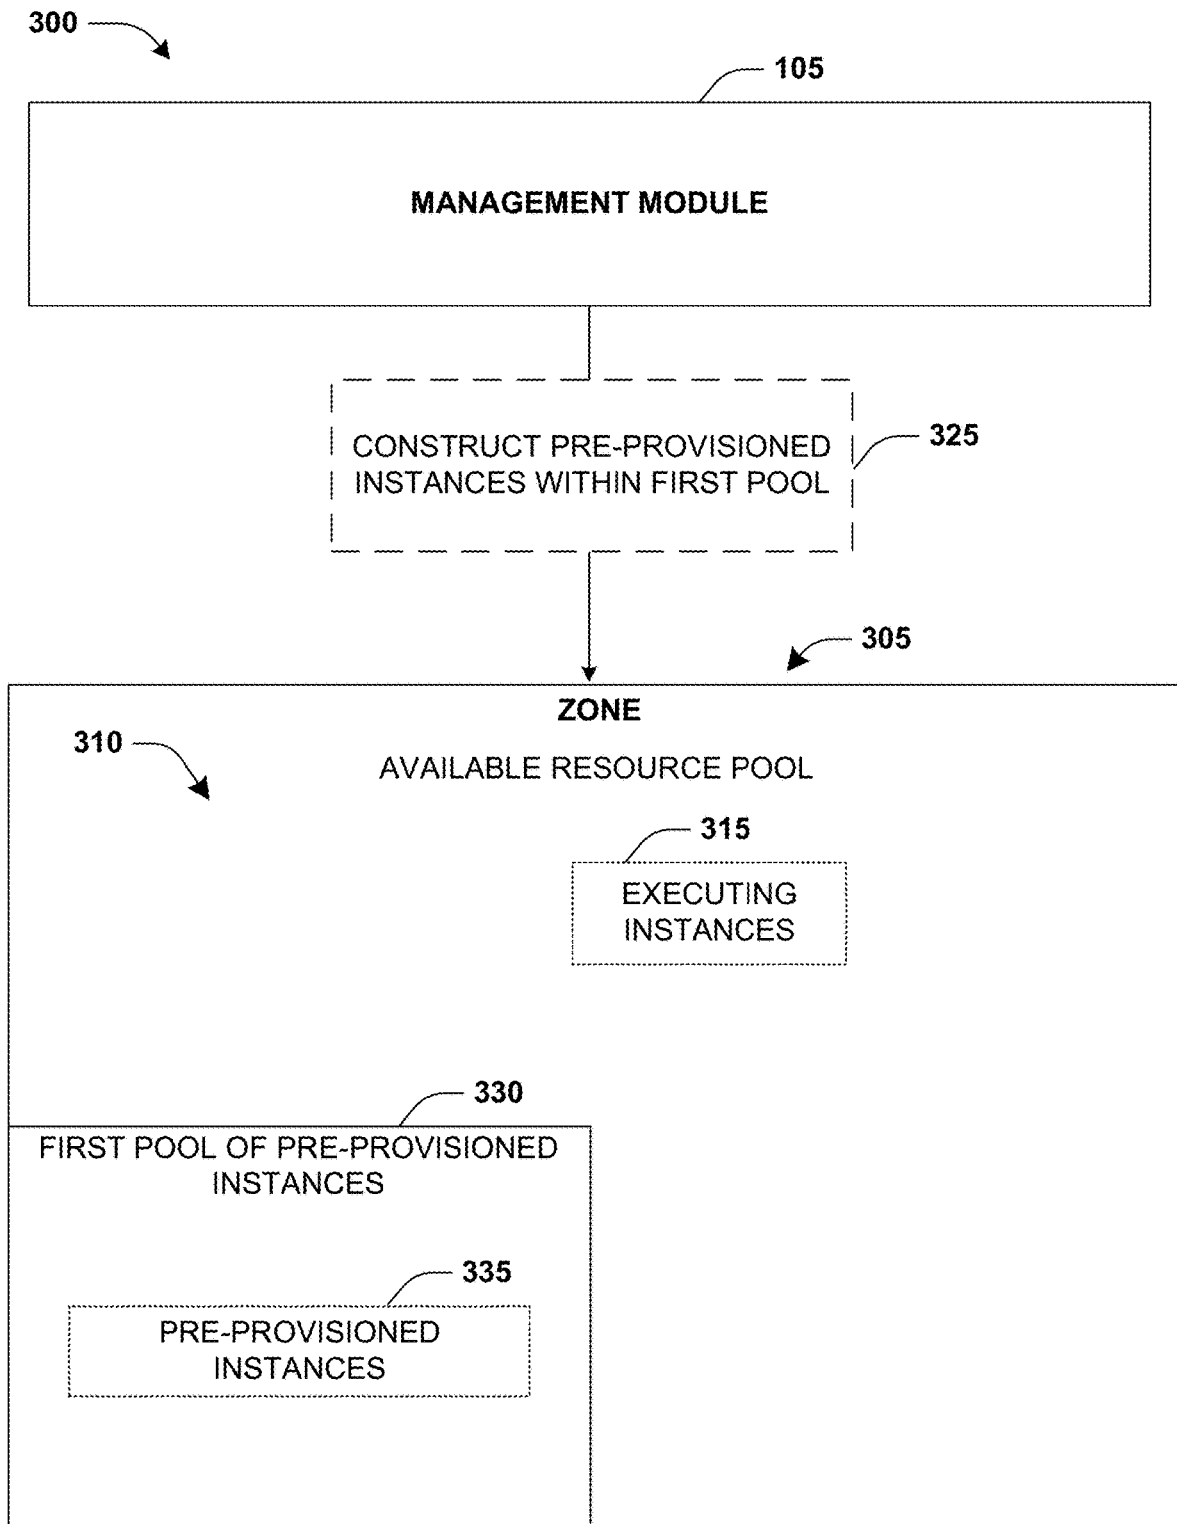 300
105
MANAGEMENT MODULE
CONSTRUCT PRE-PROVISIONED
INSTANCES WITHIN FIRST POOL
325
305
ZONE
310
AVAILABLE RESOURCE POOL
315
EXECUTING
INSTANCES
330
FIRST POOL OF PRE-PROVISIONED
INSTANCES
335
PRE-PROVISIONED
INSTANCES